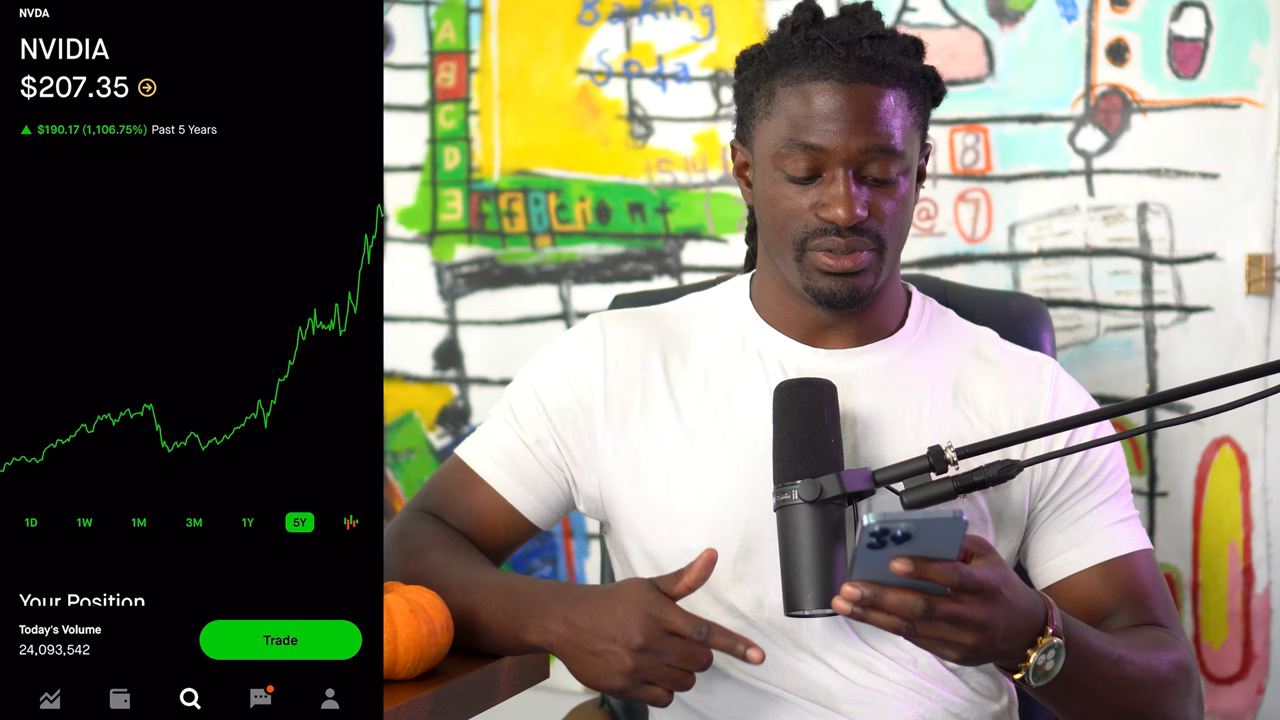 NVDA
NVIDIA
$207.35
$190.17 (1,106.75%) Past 5 Years
1D 1W 1M 3M 1Y 5Y
Your Position
Today's Volume
24,093,542
Trade
Baking
Soda
A
B
C
D
E
8
@ 7